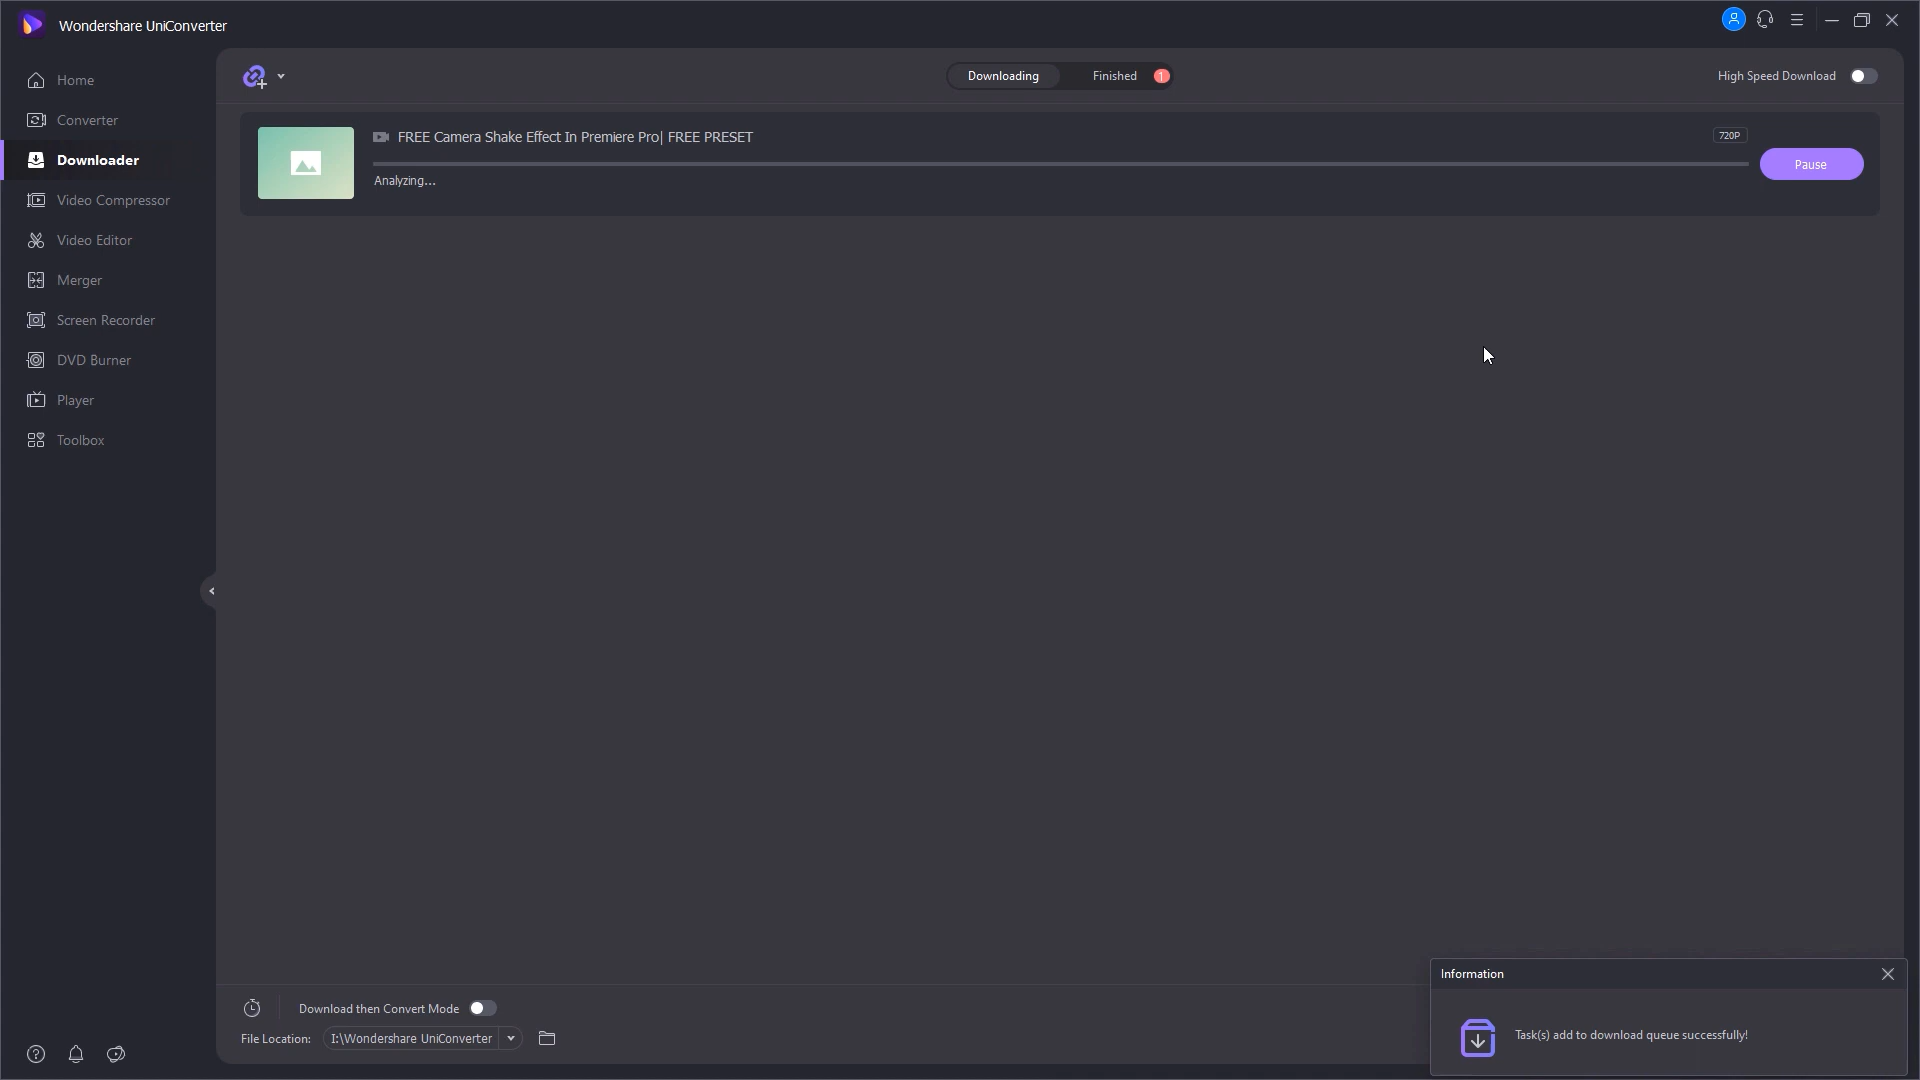 Wondershare UniConverter
Home
Converter
Downloader
Video Compressor
Video Editor
Merger
Screen Recorder
DVD Burner
Player
Toolbox
Downloading
Finished
1
High Speed Download
FREE Camera Shake Effect In Premiere Pro| FREE PRESET
720P
Analyzing...
Pause
Download then Convert Mode
File Location:
I:\Wondershare UniConverter
Information
Task(s) add to download queue successfully!